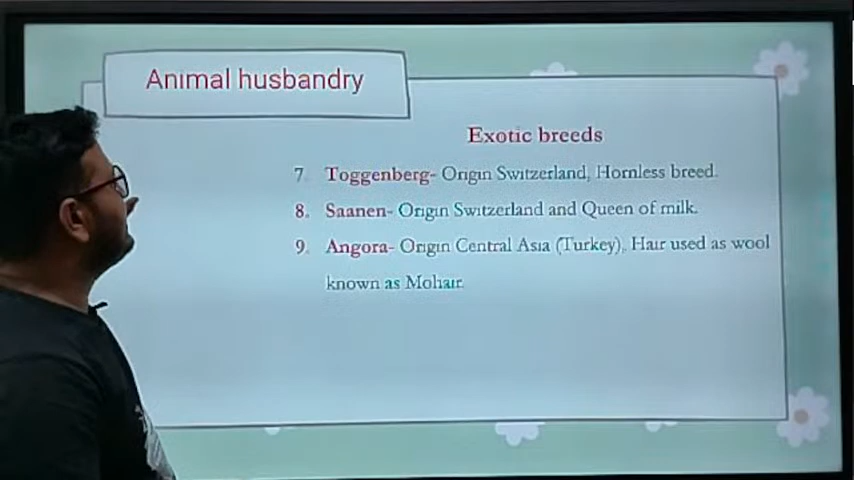 Animal husbandry
Exotic breeds
7 Toggenberg- Origin Switzerland, Hornless breed.
8. Saanen- Origin Switzerland and Queen of milk.
9. Angora- Origin Central Asia (Turkey), Hair used as wool
known as Mohair.